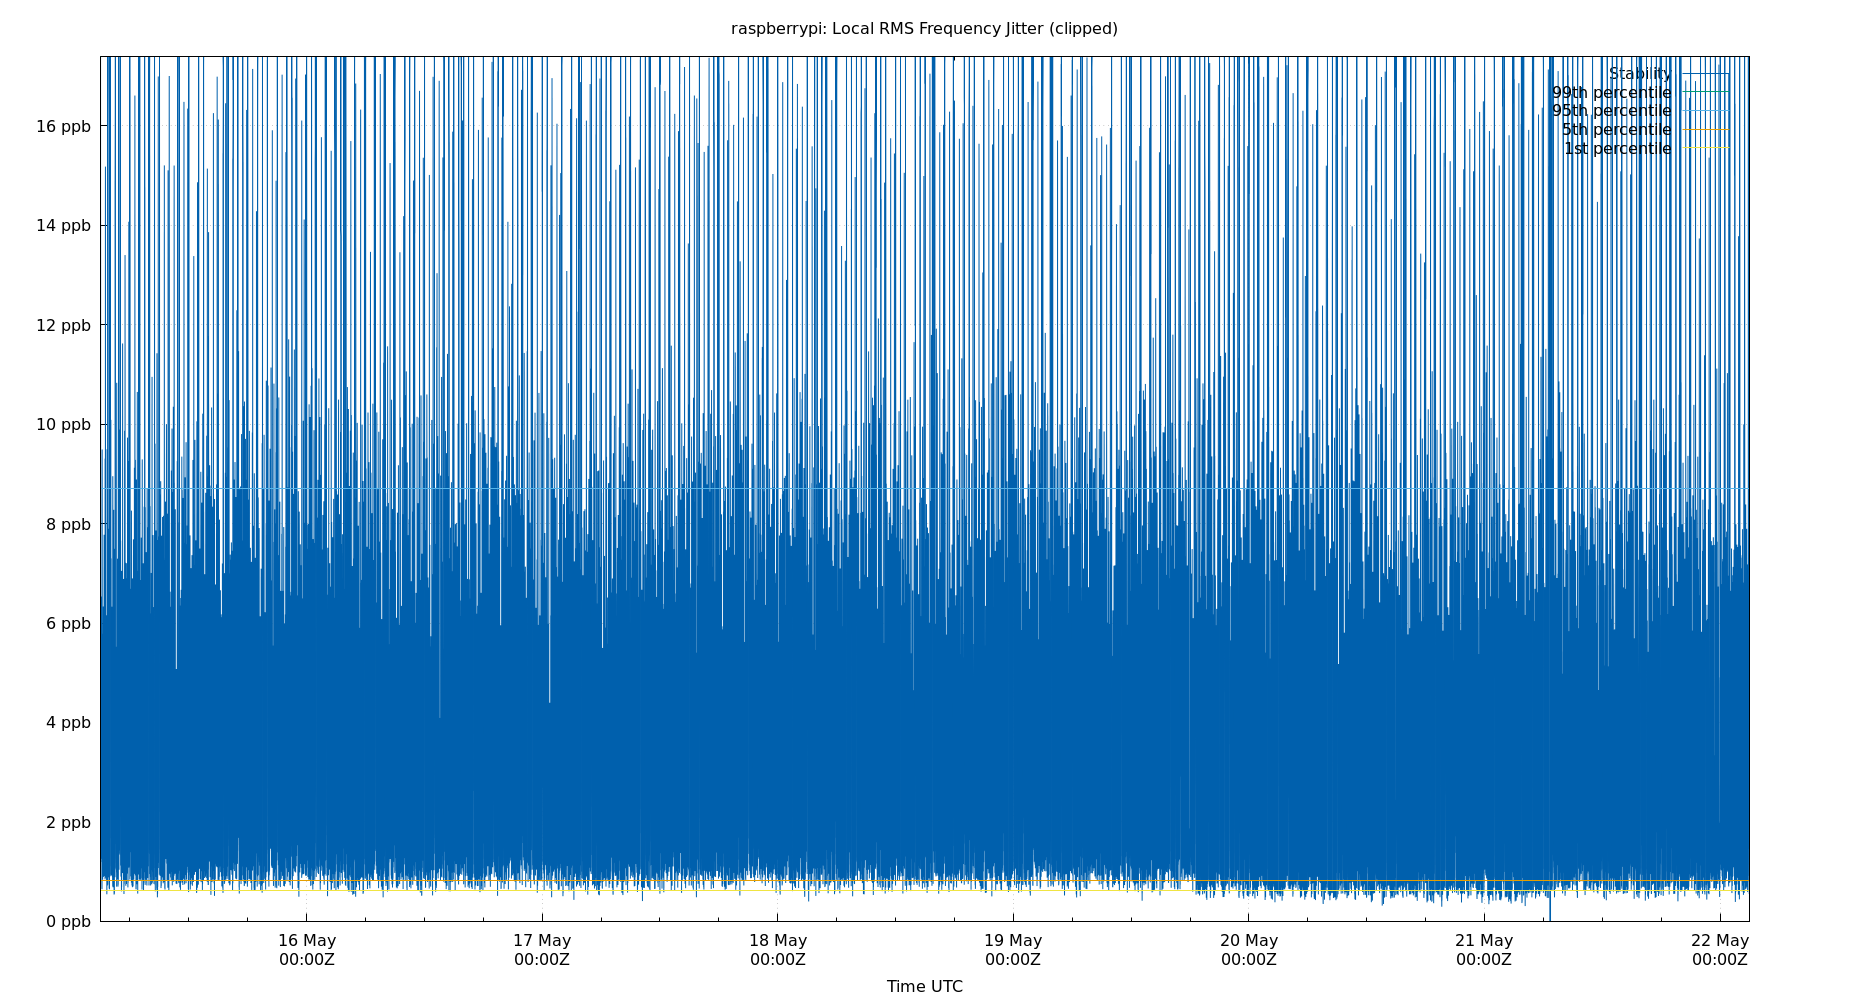 raspberrypi: Local RMS Frequency Jitter (clipped)
Stability
99th percentile
95th percentile
5th percentile
1st percentile
16 ppb
14 ppb
12 ppb
10 ppb
8 ppb
6 ppb
4 ppb
2 ppb
0 ppb
16 May 17 May 18 May 19 May 20 May 21 May 22 May
00:00Z 00:00Z 00:00Z 00:00Z 00:00Z 00:00Z 00:00Z
Time UTC